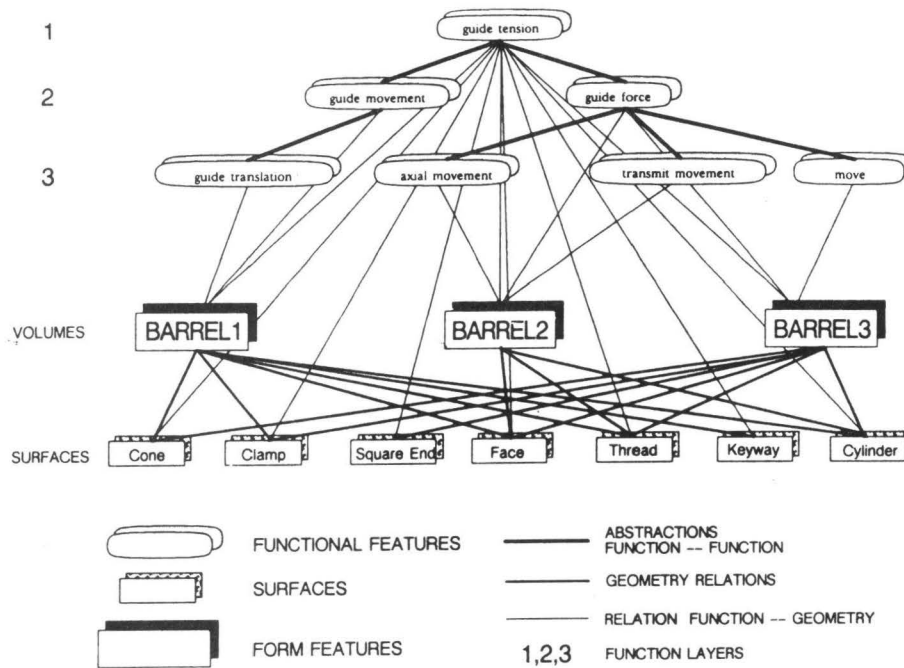 1
guide tension
2
guide movement
guide force
3
guide translation
axial movement
transmit movement
move
VOLUMES
BARREL1
BARREL2
BARREL3
SURFACES
Cone
Clamp
Square End
Face
Thread
Keyway
Cylinder
FUNCTIONAL FEATURES
ABSTRACTIONS
FUNCTION -- FUNCTION
SURFACES
GEOMETRY RELATIONS
RELATION FUNCTION -- GEOMETRY
FORM FEATURES
1,2,3
FUNCTION LAYERS